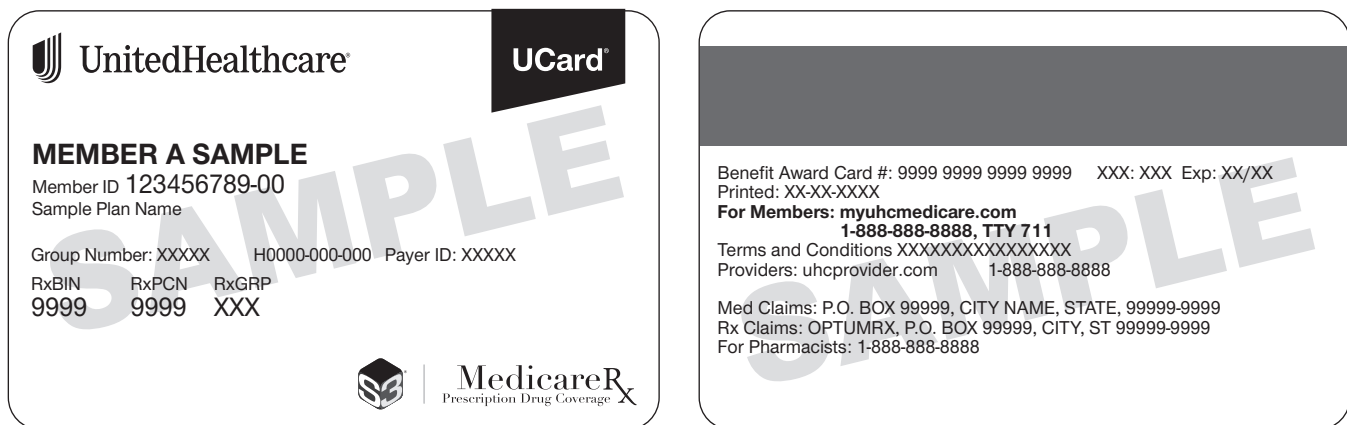 UnitedHealthcare®
UCard®
MEMBER A SAMPLE
Member ID 123456789-00
Sample Plan Name
Group Number: XXXXX H0000-000-000 Payer ID: XXXXX
RxBIN RxPCN RxGRP
9999 9999 XXX
S3
MedicareRx
Prescription Drug Coverage
SAMPLE
Benefit Award Card #: 9999 9999 9999 9999 XXX: XXX Exp: XX/XX
Printed: XX-XX-XXXX
For Members: myuhcmedicare.com
1-888-888-8888, TTY 711
Terms and Conditions XXXXXXXXXXXXXXXX
Providers: uhcprovider.com 1-888-888-8888
Med Claims: P.O. BOX 99999, CITY NAME, STATE, 99999-9999
Rx Claims: OPTUMRX, P.O. BOX 99999, CITY, ST 99999-9999
For Pharmacists: 1-888-888-8888
SAMPLE